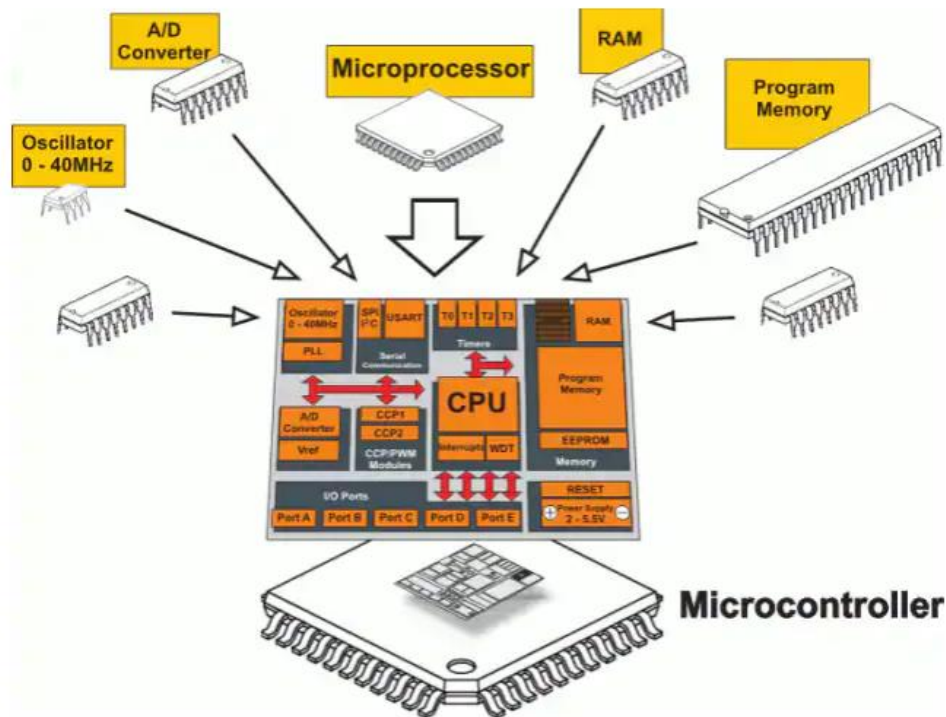 A/D
Converter
Microprocessor
RAM
Program
Memory
Oscillator
0 - 40MHz
Oscillator
0 - 40MHz
PLL
SPI
I²C
USART
Serial
Communication
T0
T1
T2
T3
Timers
RAM
Program
Memory
EEPROM
Memory
A/D
Converter
Vref
CCP1
CCP2
CCP/PWM
Modules
CPU
Interrupts
WDT
I/O Ports
Port A
Port B
Port C
Port D
Port E
RESET
+
Power Supply
2 - 5.5V
−
Microcontroller